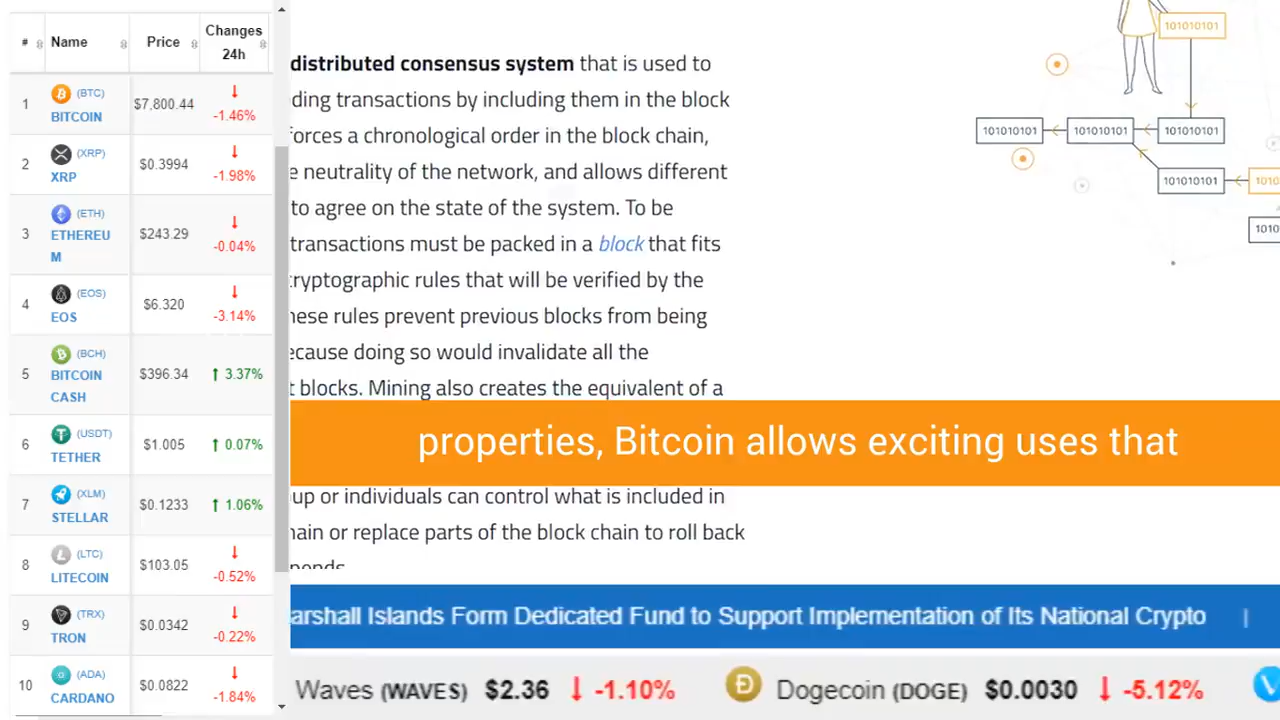 # Name Price Changes
24h
1 (BTC) BITCOIN $7,800.44 -1.46%
2 (XRP) XRP $0.3994 -1.98%
3 (ETH) ETHEREU
M $243.29 -0.04%
4 (EOS) EOS $6.320 -3.14%
5 (BCH) BITCOIN
CASH $396.34 3.37%
6 (USDT) TETHER $1.005 0.07%
7 (XLM) STELLAR $0.1233 1.06%
8 (LTC) LITECOIN $103.05 -0.52%
9 (TRX) TRON $0.0342 -0.22%
10 (ADA) CARDANO $0.0822 -1.84%
distributed consensus system that is used to
ding transactions by including them in the block
forces a chronological order in the block chain,
e neutrality of the network, and allows different
to agree on the state of the system. To be
transactions must be packed in a block that fits
cryptographic rules that will be verified by the
hese rules prevent previous blocks from being
ecause doing so would invalidate all the
t blocks. Mining also creates the equivalent of a
properties, Bitcoin allows exciting uses that
up or individuals can control what is included in
hain or replace parts of the block chain to roll back
pends.
101010101
101010101 101010101 101010101
101010101 1010
1010
arshall Islands Form Dedicated Fund to Support Implementation of Its National Crypto |
Waves (WAVES) $2.36 -1.10% Dogecoin (DOGE) $0.0030 -5.12%